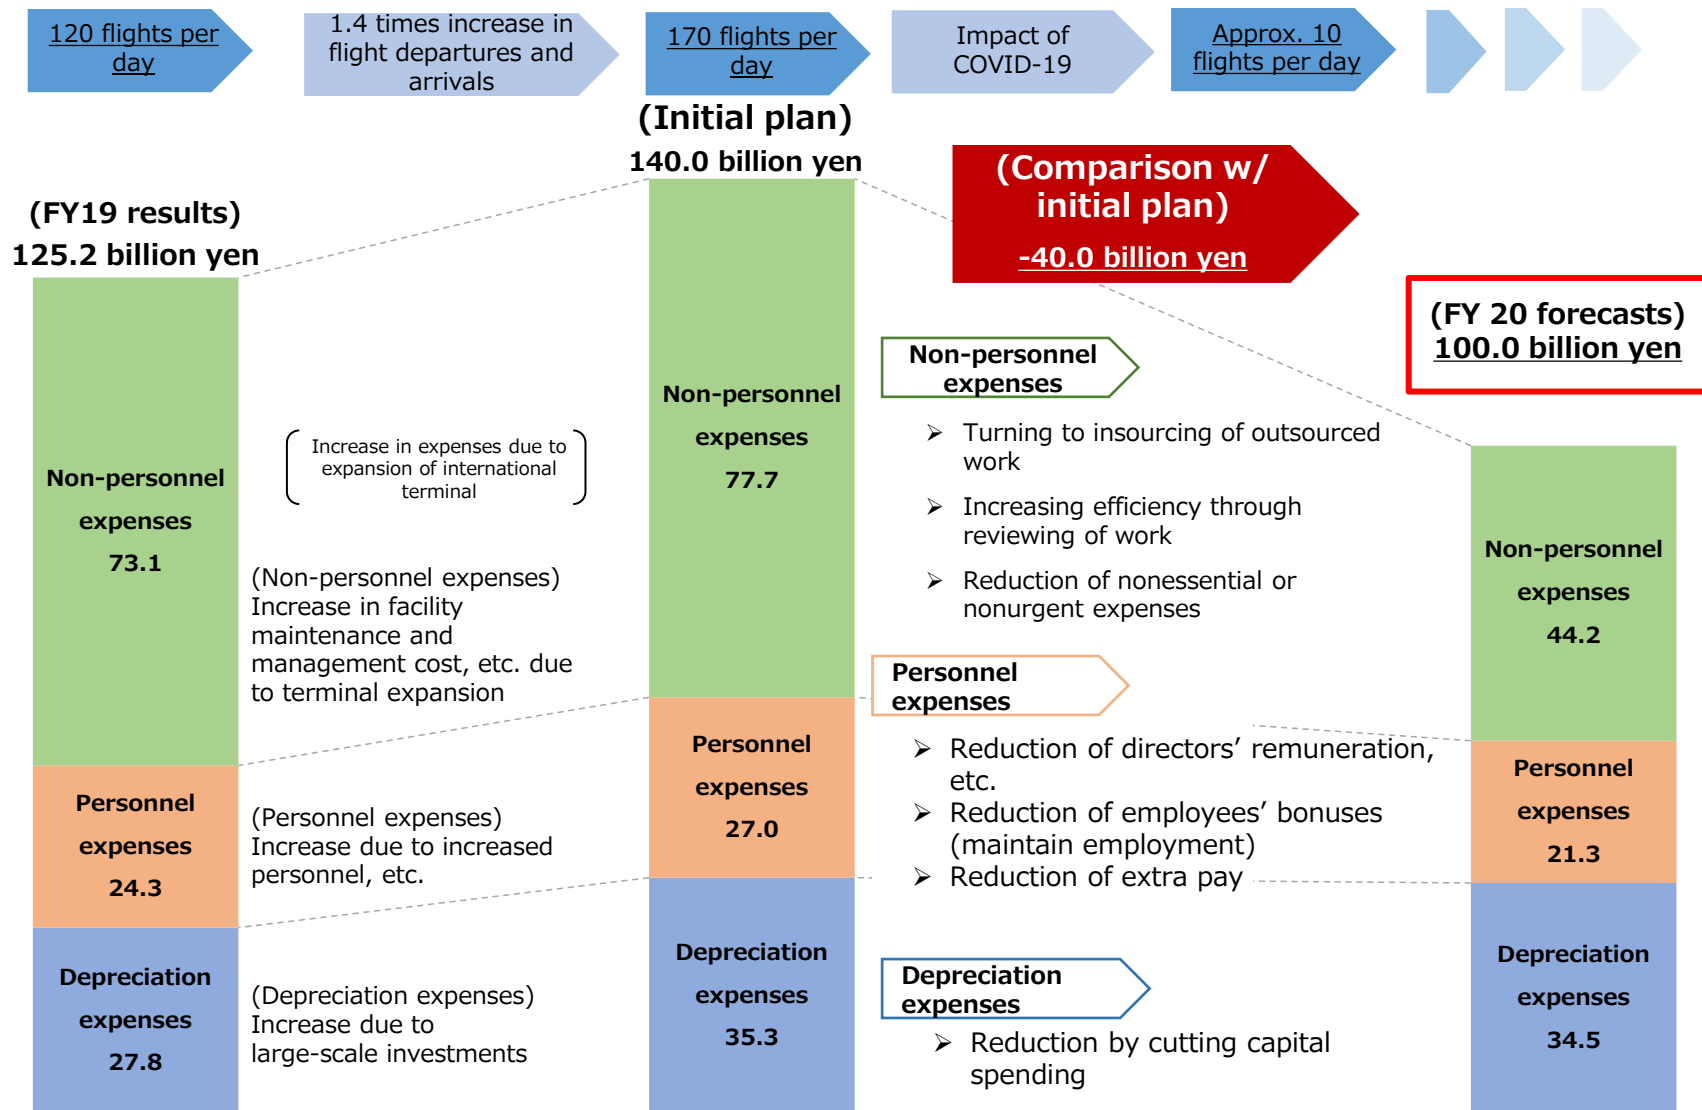 120 flights per
day
1.4 times increase in
flight departures and
arrivals
170 flights per
day
Impact of
COVID-19
Approx. 10
flights per day
(FY19 results)
125.2 billion yen
Non-personnel
expenses
73.1
Personnel
expenses
24.3
Depreciation
expenses
27.8
Increase in expenses due to
expansion of international
terminal
(Non-personnel expenses)
Increase in facility
maintenance and
management cost, etc. due
to terminal expansion
(Personnel expenses)
Increase due to increased
personnel, etc.
(Depreciation expenses)
Increase due to
large-scale investments
(Initial plan)
140.0 billion yen
Non-personnel
expenses
77.7
Personnel
expenses
27.0
Depreciation
expenses
35.3
(Comparison w/
initial plan)
-40.0 billion yen
Non-personnel
expenses
➢ Turning to insourcing of outsourced
work
➢ Increasing efficiency through
reviewing of work
➢ Reduction of nonessential or
nonurgent expenses
Personnel
expenses
➢ Reduction of directors’ remuneration,
etc.
➢ Reduction of employees’ bonuses
(maintain employment)
➢ Reduction of extra pay
Depreciation
expenses
➢ Reduction by cutting capital
spending
(FY 20 forecasts)
100.0 billion yen
Non-personnel
expenses
44.2
Personnel
expenses
21.3
Depreciation
expenses
34.5